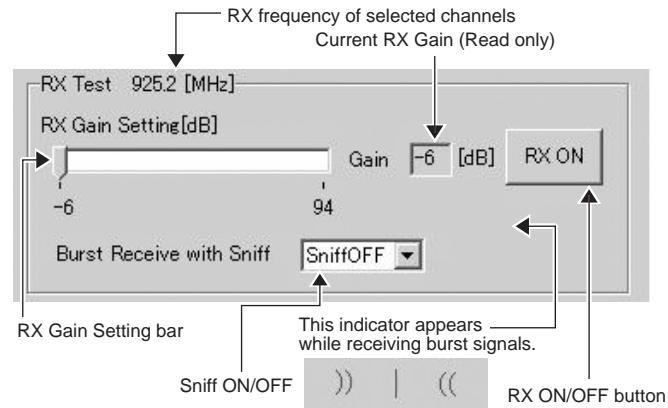 RX frequency of selected channels
Current RX Gain (Read only)
RX Test 925.2 [MHz]
RX Gain Setting[dB]
Gain -6 [dB] RX ON
-6 94
Burst Receive with Sniff SniffOFF
RX Gain Setting bar
This indicator appears
while receiving burst signals.
Sniff ON/OFF
)) | ((
RX ON/OFF button